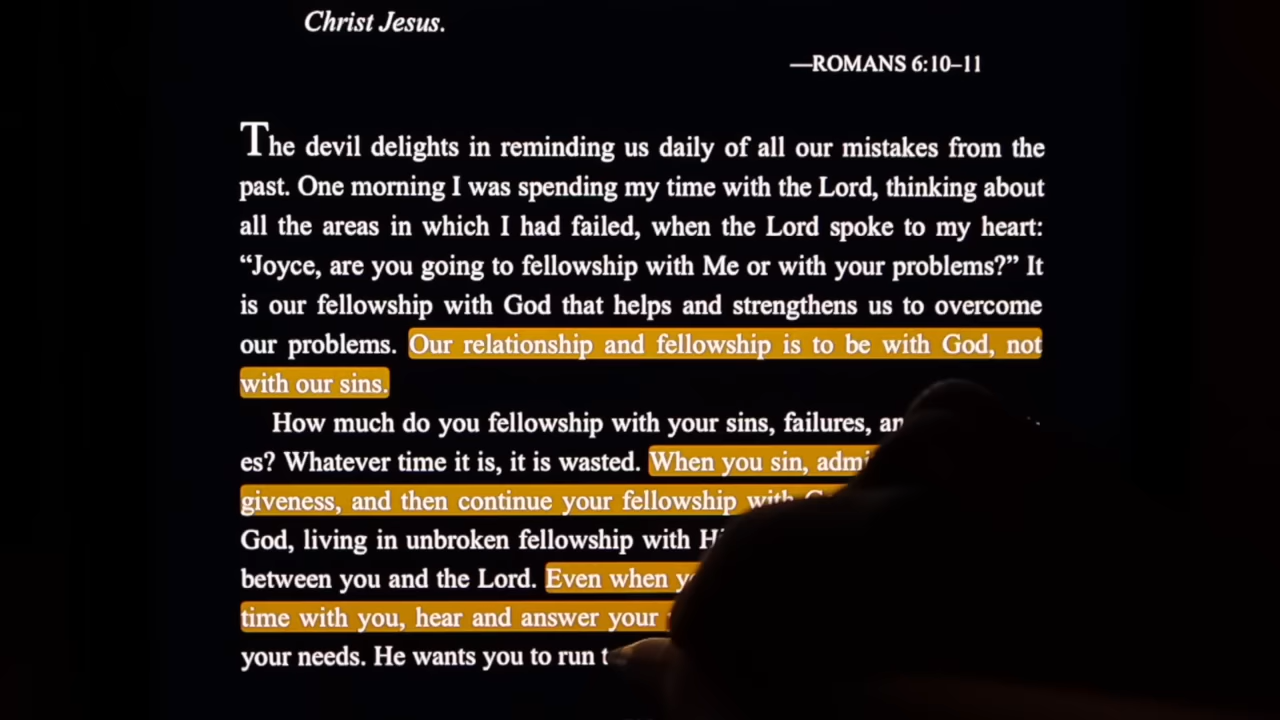 Christ Jesus.
—ROMANS 6:10–11
The devil delights in reminding us daily of all our mistakes from the
past. One morning I was spending my time with the Lord, thinking about
all the areas in which I had failed, when the Lord spoke to my heart:
“Joyce, are you going to fellowship with Me or with your problems?” It
is our fellowship with God that helps and strengthens us to overcome
our problems. Our relationship and fellowship is to be with God, not
with our sins.
How much do you fellowship with your sins, failures,
es? Whatever time it is, it is wasted. When you sin,
giveness, and then continue your fellowship with
God, living in unbroken fellowship with
between you and the Lord. Even when
time with you, hear and answer your
your needs. He wants you to run